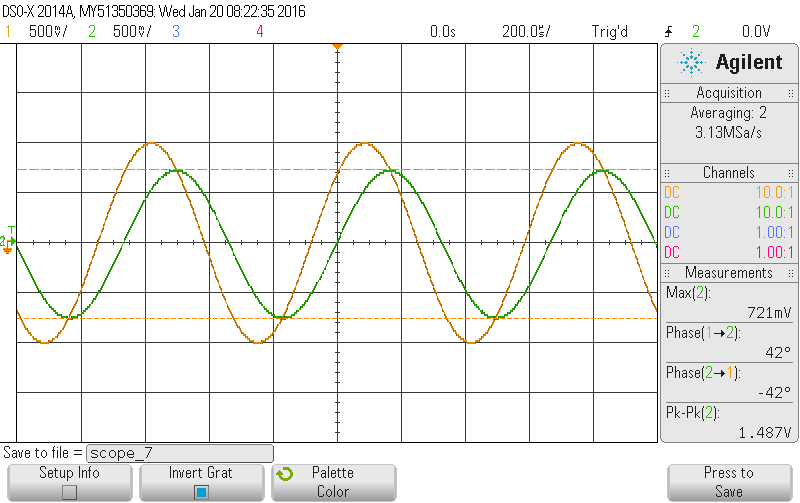 DSO-X 2014A, MY51350369: Wed Jan 20 08:22:35 2016
1 500mV/ 2 500mV/ 3 4 0.0s 200.0us/ Trig'd 2 0.0V
Agilent
Acquisition
Averaging: 2
3.13MSa/s
Channels
DC 10.0:1
DC 10.0:1
DC 1.00:1
DC 1.00:1
Measurements
Max(2):
721mV
Phase(1→2):
42°
Phase(2→1):
-42°
Pk-Pk(2):
1.487V
T
2
Save to file = scope_7
Setup Info
Invert Grat
Palette
Color
Press to
Save